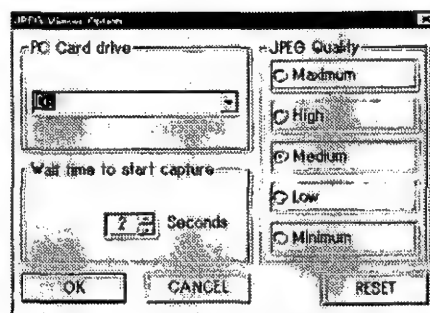 JPEG Viewer Option
PC Card drive
JPEG Quality
Maximum
High
Medium
Low
Minimum
Wait time to start capture
2 Seconds
OK
CANCEL
RESET